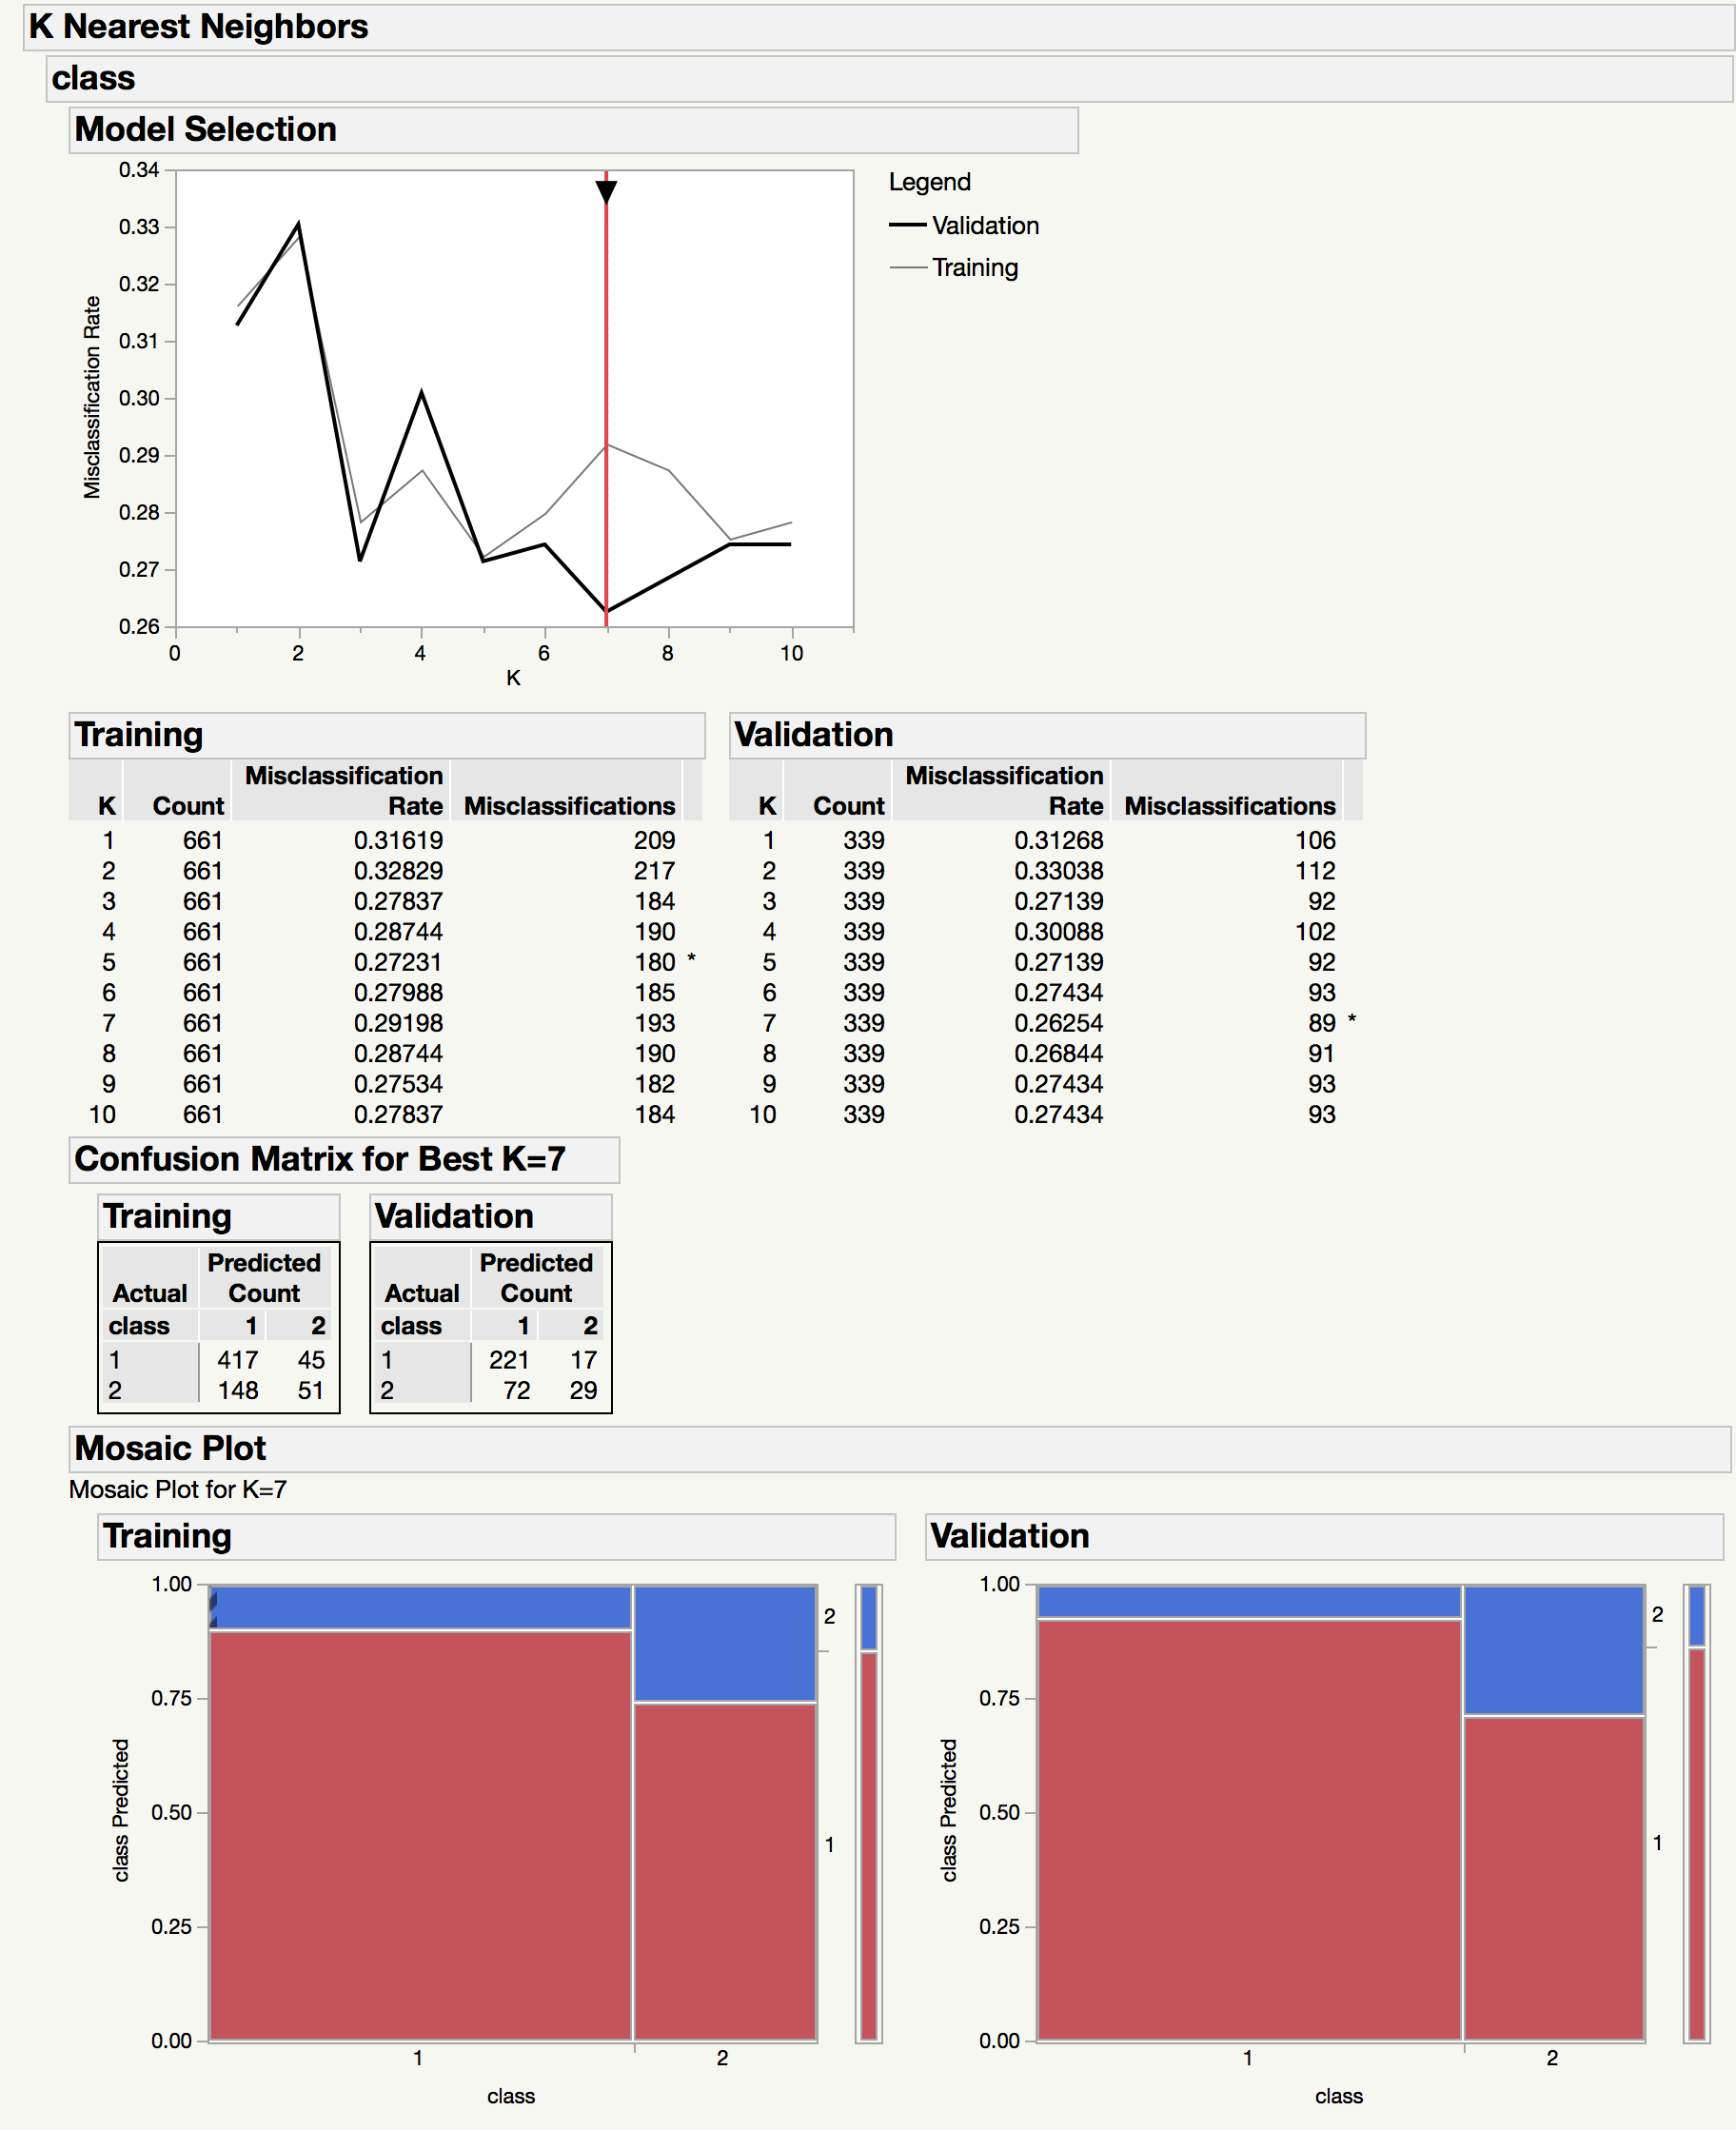 K Nearest Neighbors
class
Model Selection
0.34
0.33
0.32
0.31
0.30
0.29
0.28
0.27
0.26
Misclassification Rate
0 2 4 6 8 10
K
Legend
Validation
Training
Training
K Count Misclassification Rate Misclassifications
1 661 0.31619 209
2 661 0.32829 217
3 661 0.27837 184
4 661 0.28744 190
5 661 0.27231 180 *
6 661 0.27988 185
7 661 0.29198 193
8 661 0.28744 190
9 661 0.27534 182
10 661 0.27837 184
Validation
K Count Misclassification Rate Misclassifications
1 339 0.31268 106
2 339 0.33038 112
3 339 0.27139 92
4 339 0.30088 102
5 339 0.27139 92
6 339 0.27434 93
7 339 0.26254 89 *
8 339 0.26844 91
9 339 0.27434 93
10 339 0.27434 93
Confusion Matrix for Best K=7
Training
Actual Predicted Count
class 1 2
1 417 45
2 148 51
Validation
Actual Predicted Count
class 1 2
1 221 17
2 72 29
Mosaic Plot
Mosaic Plot for K=7
Training
1.00
0.75
0.50
0.25
0.00
class Predicted
2
1
1 2
class
Validation
1.00
0.75
0.50
0.25
0.00
class Predicted
2
1
1 2
class